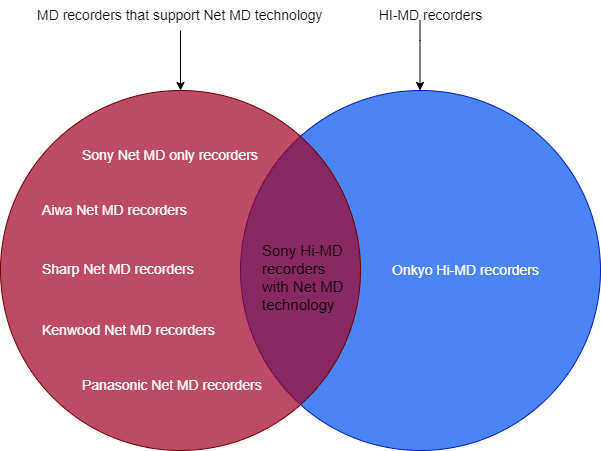 MD recorders that support Net MD technology
HI-MD recorders
Sony Net MD only recorders
Aiwa Net MD recorders
Sharp Net MD recorders
Kenwood Net MD recorders
Panasonic Net MD recorders
Sony Hi-MD
recorders
with Net MD
technology
Onkyo Hi-MD recorders